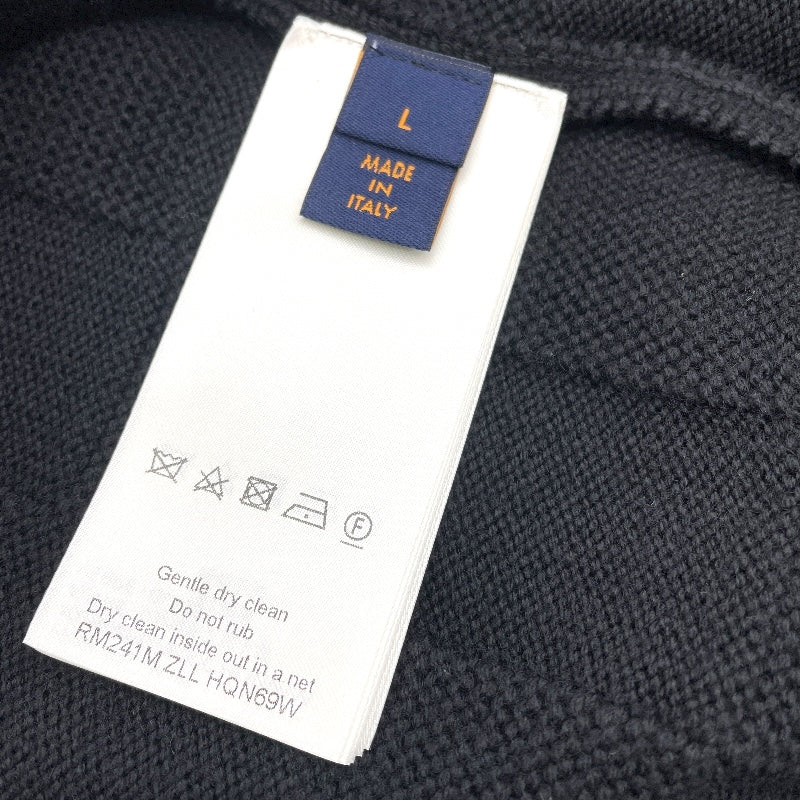 L
MADE
IN
ITALY
F
Gentle dry clean
Do not rub
Dry clean inside out in a net
RM241M ZLL HQN69W